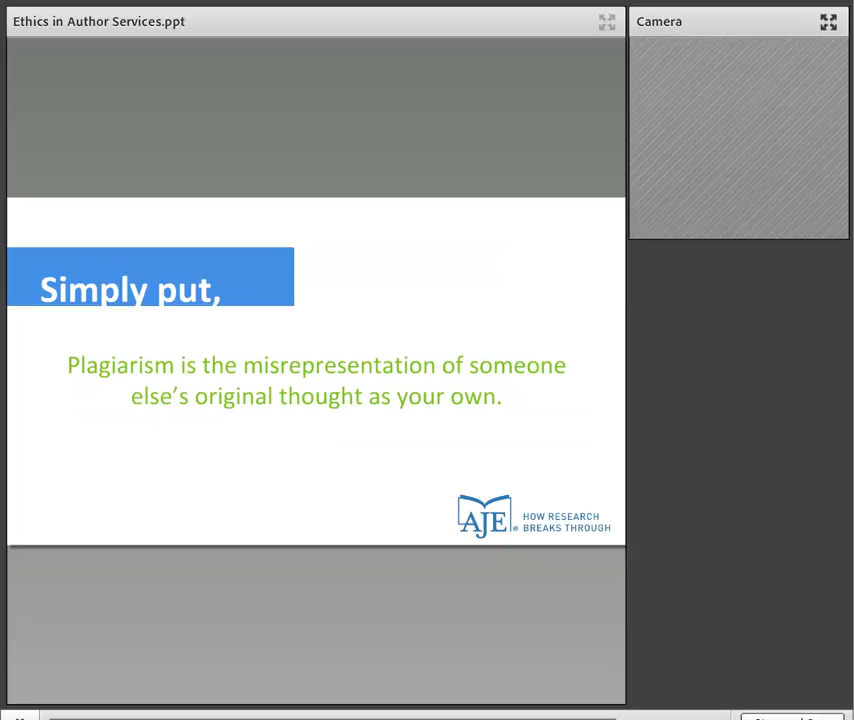 Ethics in Author Services.ppt
Camera
Simply put,
Plagiarism is the misrepresentation of someone
else’s original thought as your own.
AJE®
HOW RESEARCH
BREAKS THROUGH